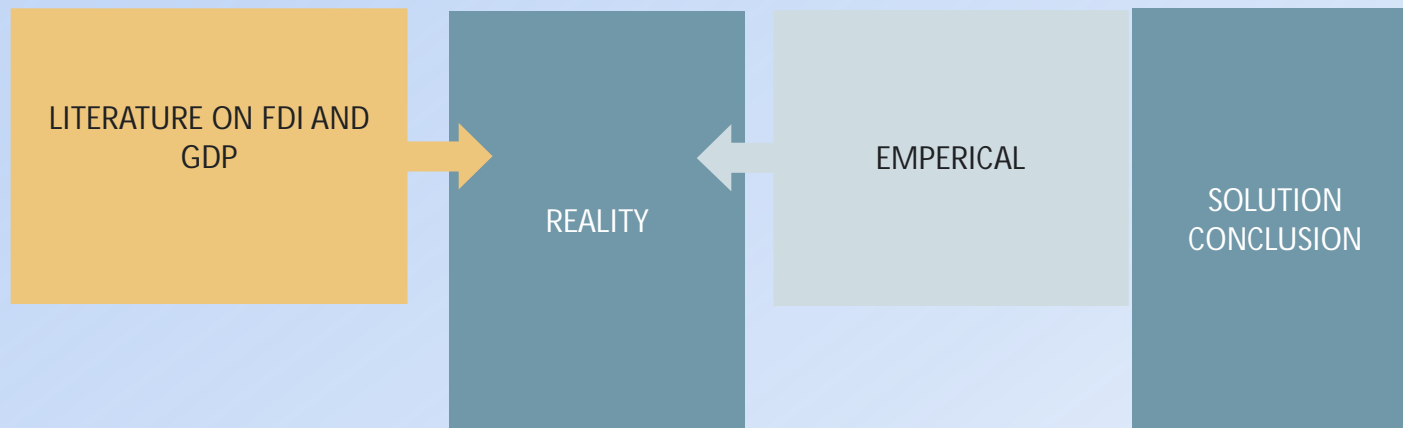 LITERATURE ON FDI AND
GDP
REALITY
EMPERICAL
SOLUTION
CONCLUSION